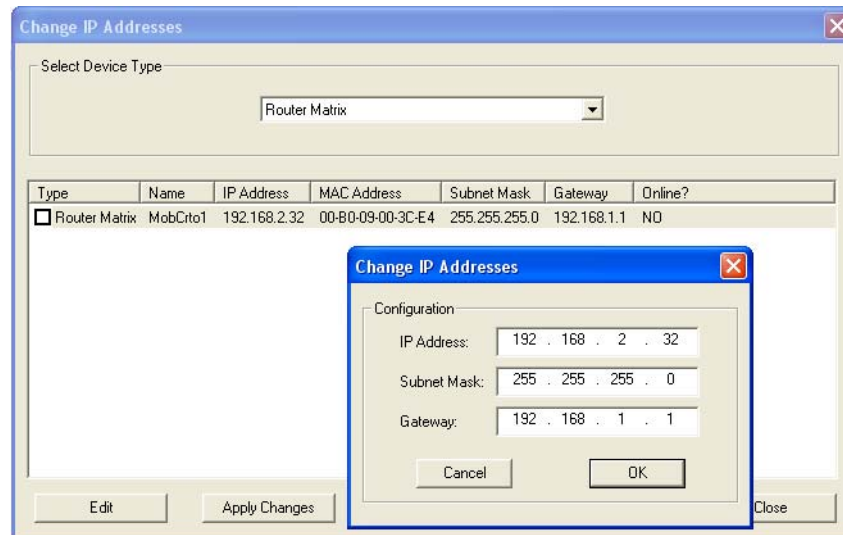 Change IP Addresses
Select Device Type
Router Matrix
Type Name IP Address MAC Address Subnet Mask Gateway Online?
Router Matrix MobCrto1 192.168.2.32 00-B0-09-00-3C-E4 255.255.255.0 192.168.1.1 NO
Change IP Addresses
Configuration
IP Address: 192 . 168 . 2 . 32
Subnet Mask: 255 . 255 . 255 . 0
Gateway: 192 . 168 . 1 . 1
Cancel OK
Edit Apply Changes Close